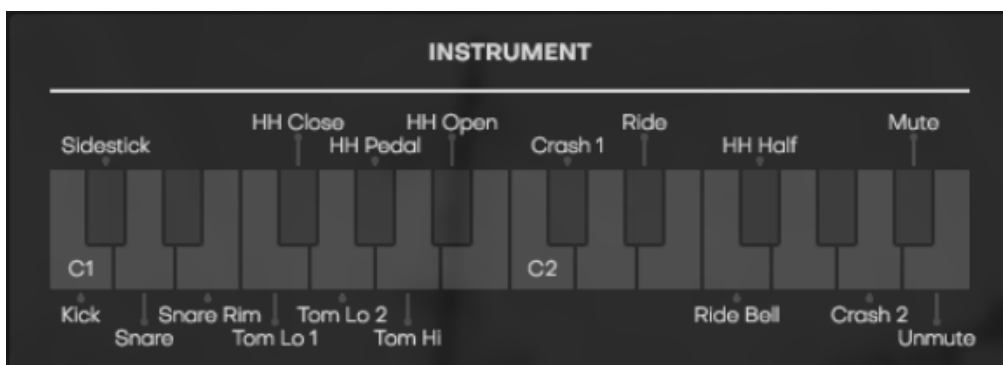 INSTRUMENT
HH Close HH Open Ride Mute
Sidestick HH Pedal Crash 1 HH Half
C1 C2
Kick Snare Rim Tom Lo 2 Ride Bell Crash 2
Snare Tom Lo 1 Tom Hi Unmute